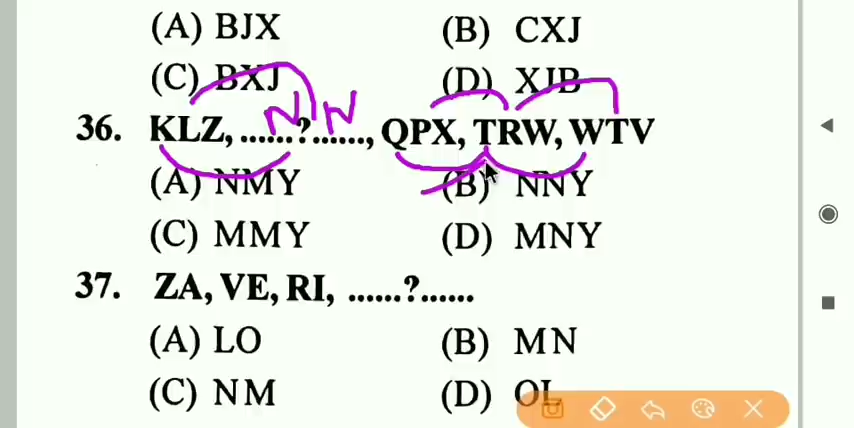 (A) BJX (B) CXJ
(C) BXJ (D) XJB
N N
36. KLZ, ......?......, QPX, TRW, WTV
(A) NMY (B) NNY
(C) MMY (D) MNY
37. ZA, VE, RI, ......?......
(A) LO (B) MN
(C) NM (D) OL